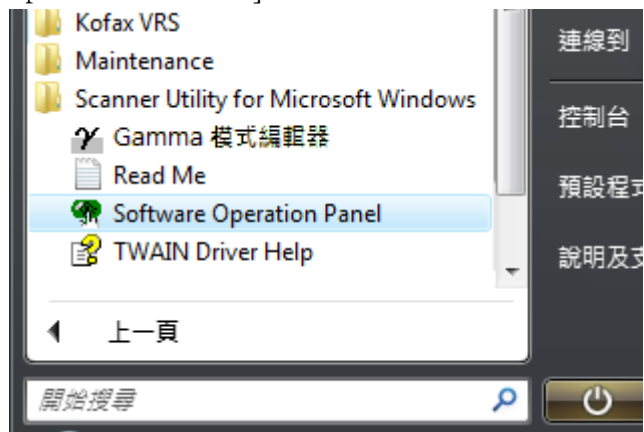 Kofax VRS
Maintenance
Scanner Utility for Microsoft Windows
Gamma 模式編輯器
Read Me
Software Operation Panel
TWAIN Driver Help
上一頁
開始搜尋
連線到
控制台
預設程式
說明及支